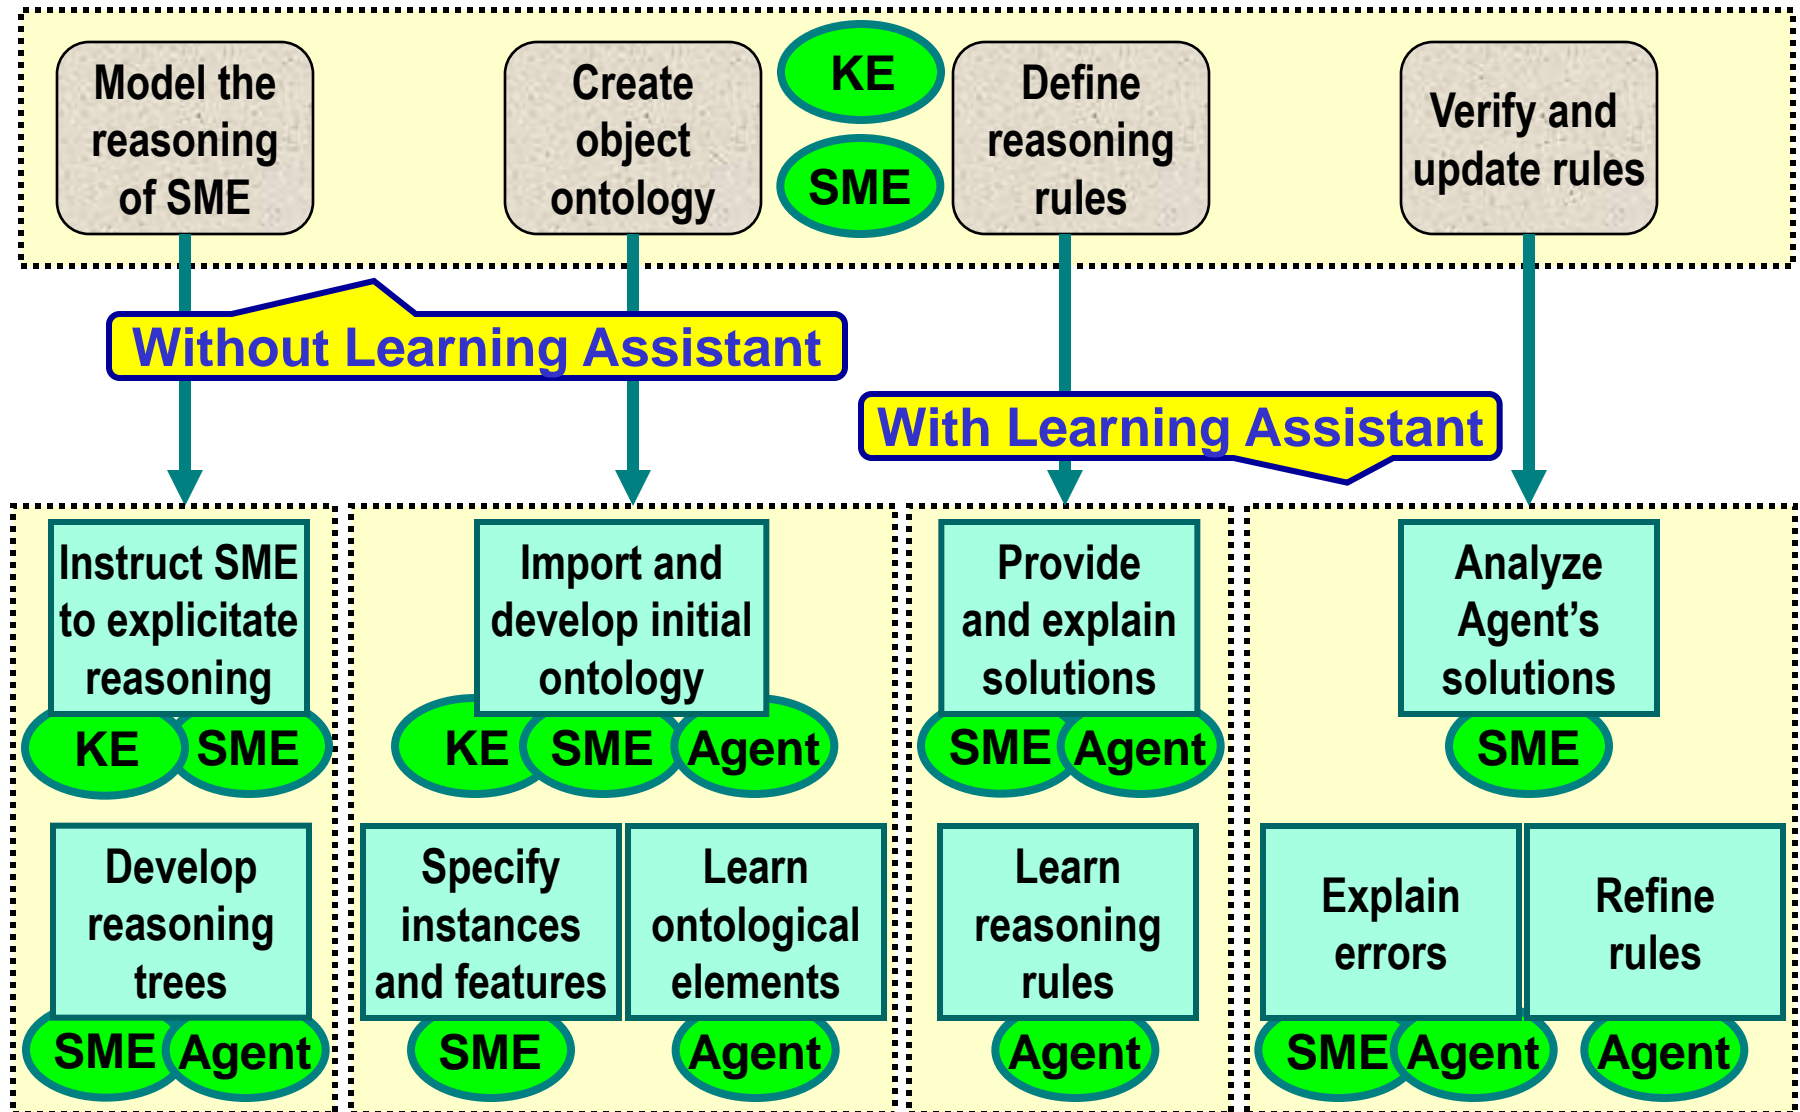 Model the
reasoning
of SME
Create
object
ontology
KE
SME
Define
reasoning
rules
Verify and
update rules
Without Learning Assistant
With Learning Assistant
Instruct SME
to explicitate
reasoning
KE
SME
Develop
reasoning
trees
SME
Agent
Import and
develop initial
ontology
KE
SME
Agent
Specify
instances
and features
SME
Learn
ontological
elements
Agent
Provide
and explain
solutions
SME
Agent
Learn
reasoning
rules
Agent
Analyze
Agent’s
solutions
SME
Explain
errors
SME
Agent
Refine
rules
Agent